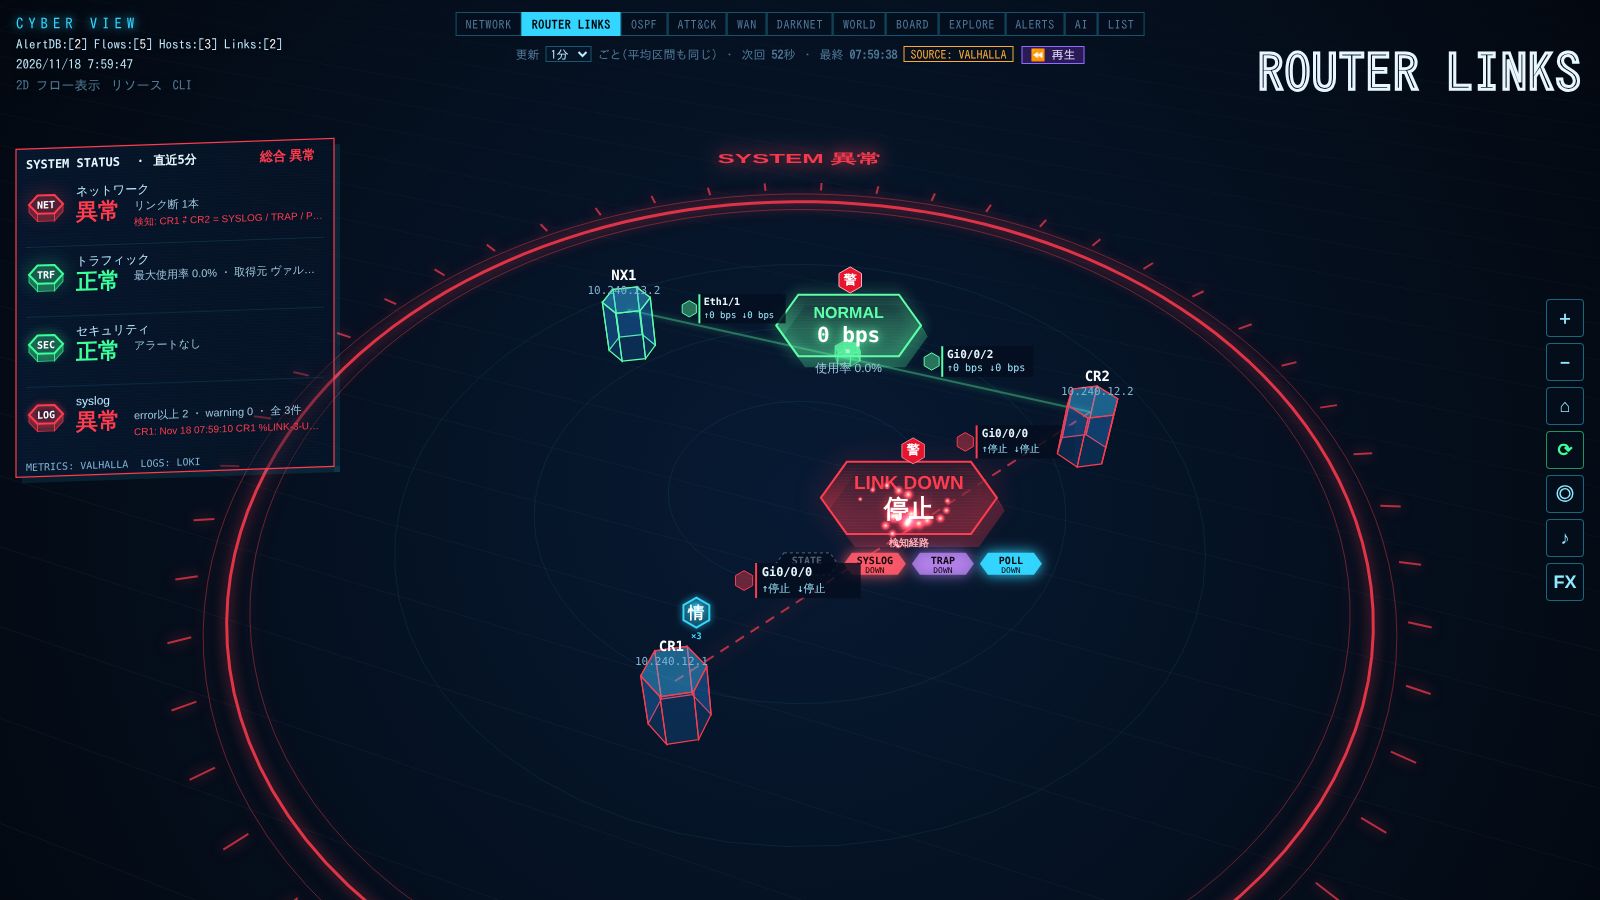 CYBER VIEW
AlertDB:[2] Flows:[5] Hosts:[3] Links:[2]
2026/11/18 7:59:47
2D フロー表示 リソース CLI
NETWORK ROUTER LINKS OSPF ATT&CK WAN DARKNET WORLD BOARD EXPLORE ALERTS AI LIST
更新 1分 ごと(平均区間も同じ) · 次回 52秒 · 最終 07:59:38 SOURCE: VALHALLA ⏪ 再生
ROUTER LINKS
SYSTEM STATUS ・ 直近5分 総合 異常
NET ネットワーク
異常 リンク断 1本
検知: CR1 ⇄ CR2 = SYSLOG / TRAP / P…
TRF トラフィック
正常 最大使用率 0.0% ・ 取得元 ヴァル…
SEC セキュリティ
正常 アラートなし
LOG syslog
異常 error以上 2 ・ warning 0 ・ 全 3件
CR1: Nov 18 07:59:10 CR1 %LINK-3-U…
METRICS: VALHALLA LOGS: LOKI
SYSTEM 異常
NX1
10.240.13.2
Eth1/1
↑0 bps ↓0 bps
警
NORMAL
0 bps
使用率 0.0%
Gi0/0/2
↑0 bps ↓0 bps
CR2
10.240.12.2
Gi0/0/0
↑停止 ↓停止
警
LINK DOWN
停止
検知経路
STATE
SYSLOG
DOWN
TRAP
DOWN
POLL
DOWN
Gi0/0/0
↑停止 ↓停止
情
×3
CR1
10.240.12.1
+
−
⌂
⟳
◎
♪
FX